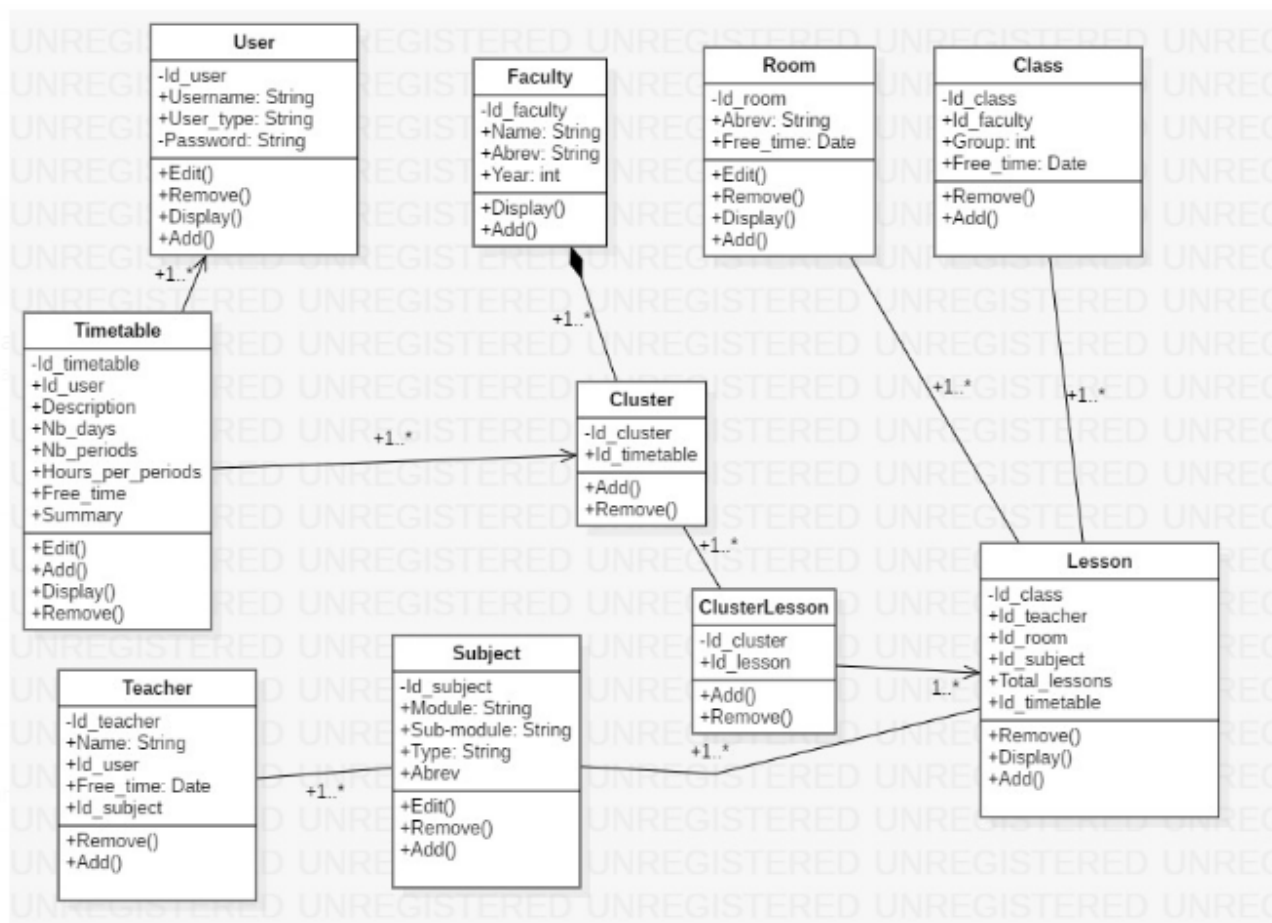 User
-Id_user
+Username: String
+User_type: String
-Password: String
+Edit()
+Remove()
+Display()
+Add()
Faculty
-Id_faculty
+Name: String
+Abrev: String
+Year: int
+Display()
+Add()
Room
-Id_room
+Abrev: String
+Free_time: Date
+Edit()
+Remove()
+Display()
+Add()
Class
-Id_class
+Id_faculty
+Group: int
+Free_time: Date
+Remove()
+Add()
+1..*
+1..*
Timetable
-Id_timetable
+Id_user
+Description
+Nb_days
+Nb_periods
+Hours_per_periods
+Free_time
+Summary
+Edit()
+Add()
+Display()
+Remove()
+1..*
Cluster
-Id_cluster
+Id_timetable
+Add()
+Remove()
+1..*
+1..*
+1..*
ClusterLesson
-Id_cluster
+Id_lesson
+Add()
+Remove()
1..*
+1..*
Lesson
-Id_class
+Id_teacher
+Id_room
+Id_subject
+Total_lessons
+Id_timetable
+Remove()
+Display()
+Add()
Teacher
-Id_teacher
+Name: String
+Id_user
+Free_time: Date
+Id_subject
+Remove()
+Add()
+1..*
Subject
-Id_subject
+Module: String
+Sub-module: String
+Type: String
+Abrev
+Edit()
+Remove()
+Add()
UNREGISTERED UNREGISTERED UNREGISTERED UNREGISTERED